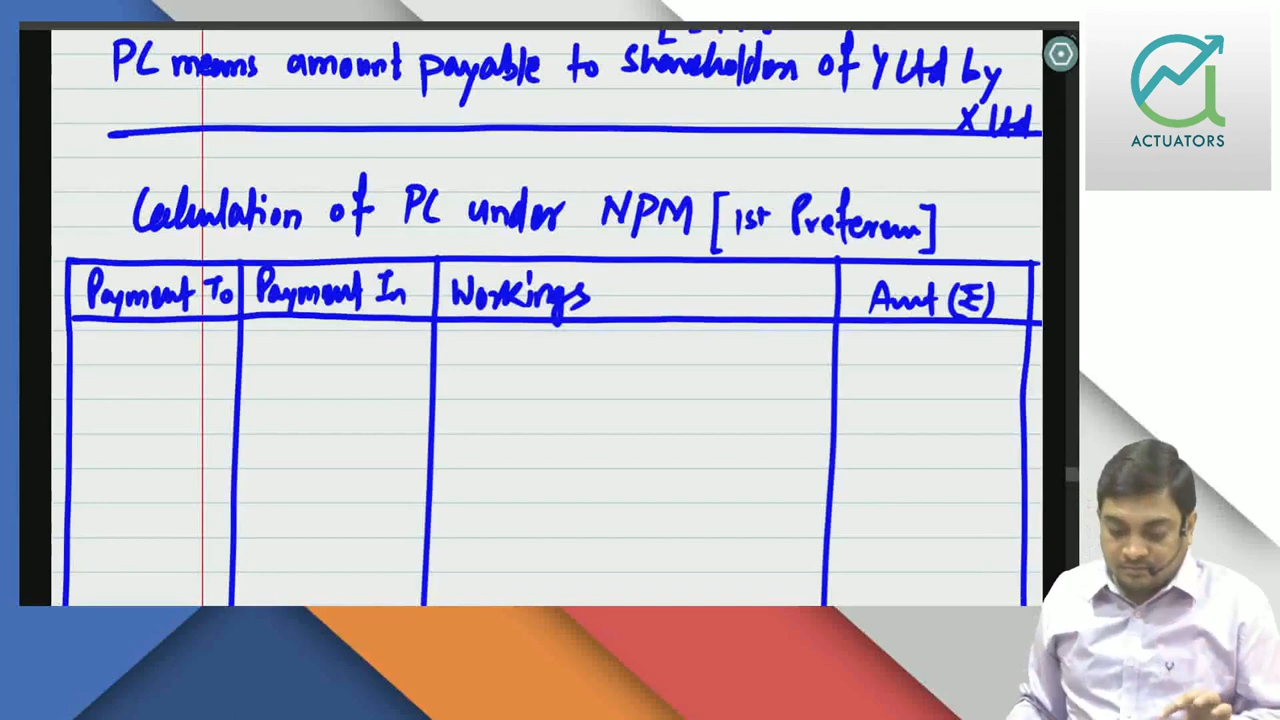 PC means amount payable to Shareholders of Y Ltd by
X Ltd
Calculation of PC under NPM [1st Preference]
Payment To Payment In Workings Amt (₹)
ACTUATORS